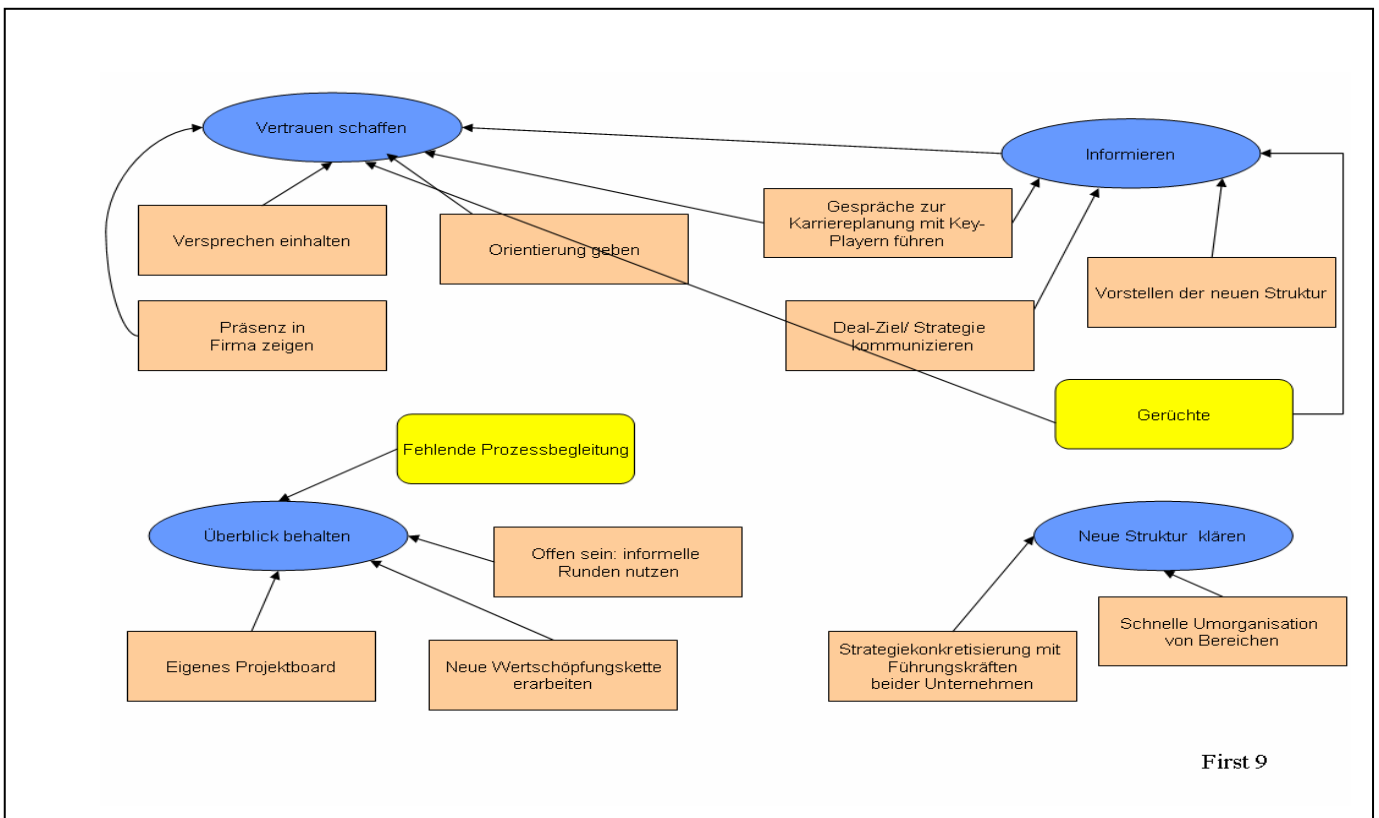 Vertrauen schaffen
Informieren
Versprechen einhalten
Orientierung geben
Gespräche zur
Karriereplanung mit Key-
Playern führen
Vorstellen der neuen Struktur
Präsenz in
Firma zeigen
Deal-Ziel/ Strategie
kommunizieren
Gerüchte
Fehlende Prozessbegleitung
Überblick behalten
Neue Struktur klären
Offen sein: informelle
Runden nutzen
Eigenes Projektboard
Neue Wertschöpfungskette
erarbeiten
Strategiekonkretisierung mit
Führungskräften
beider Unternehmen
Schnelle Umorganisation
von Bereichen
First 9